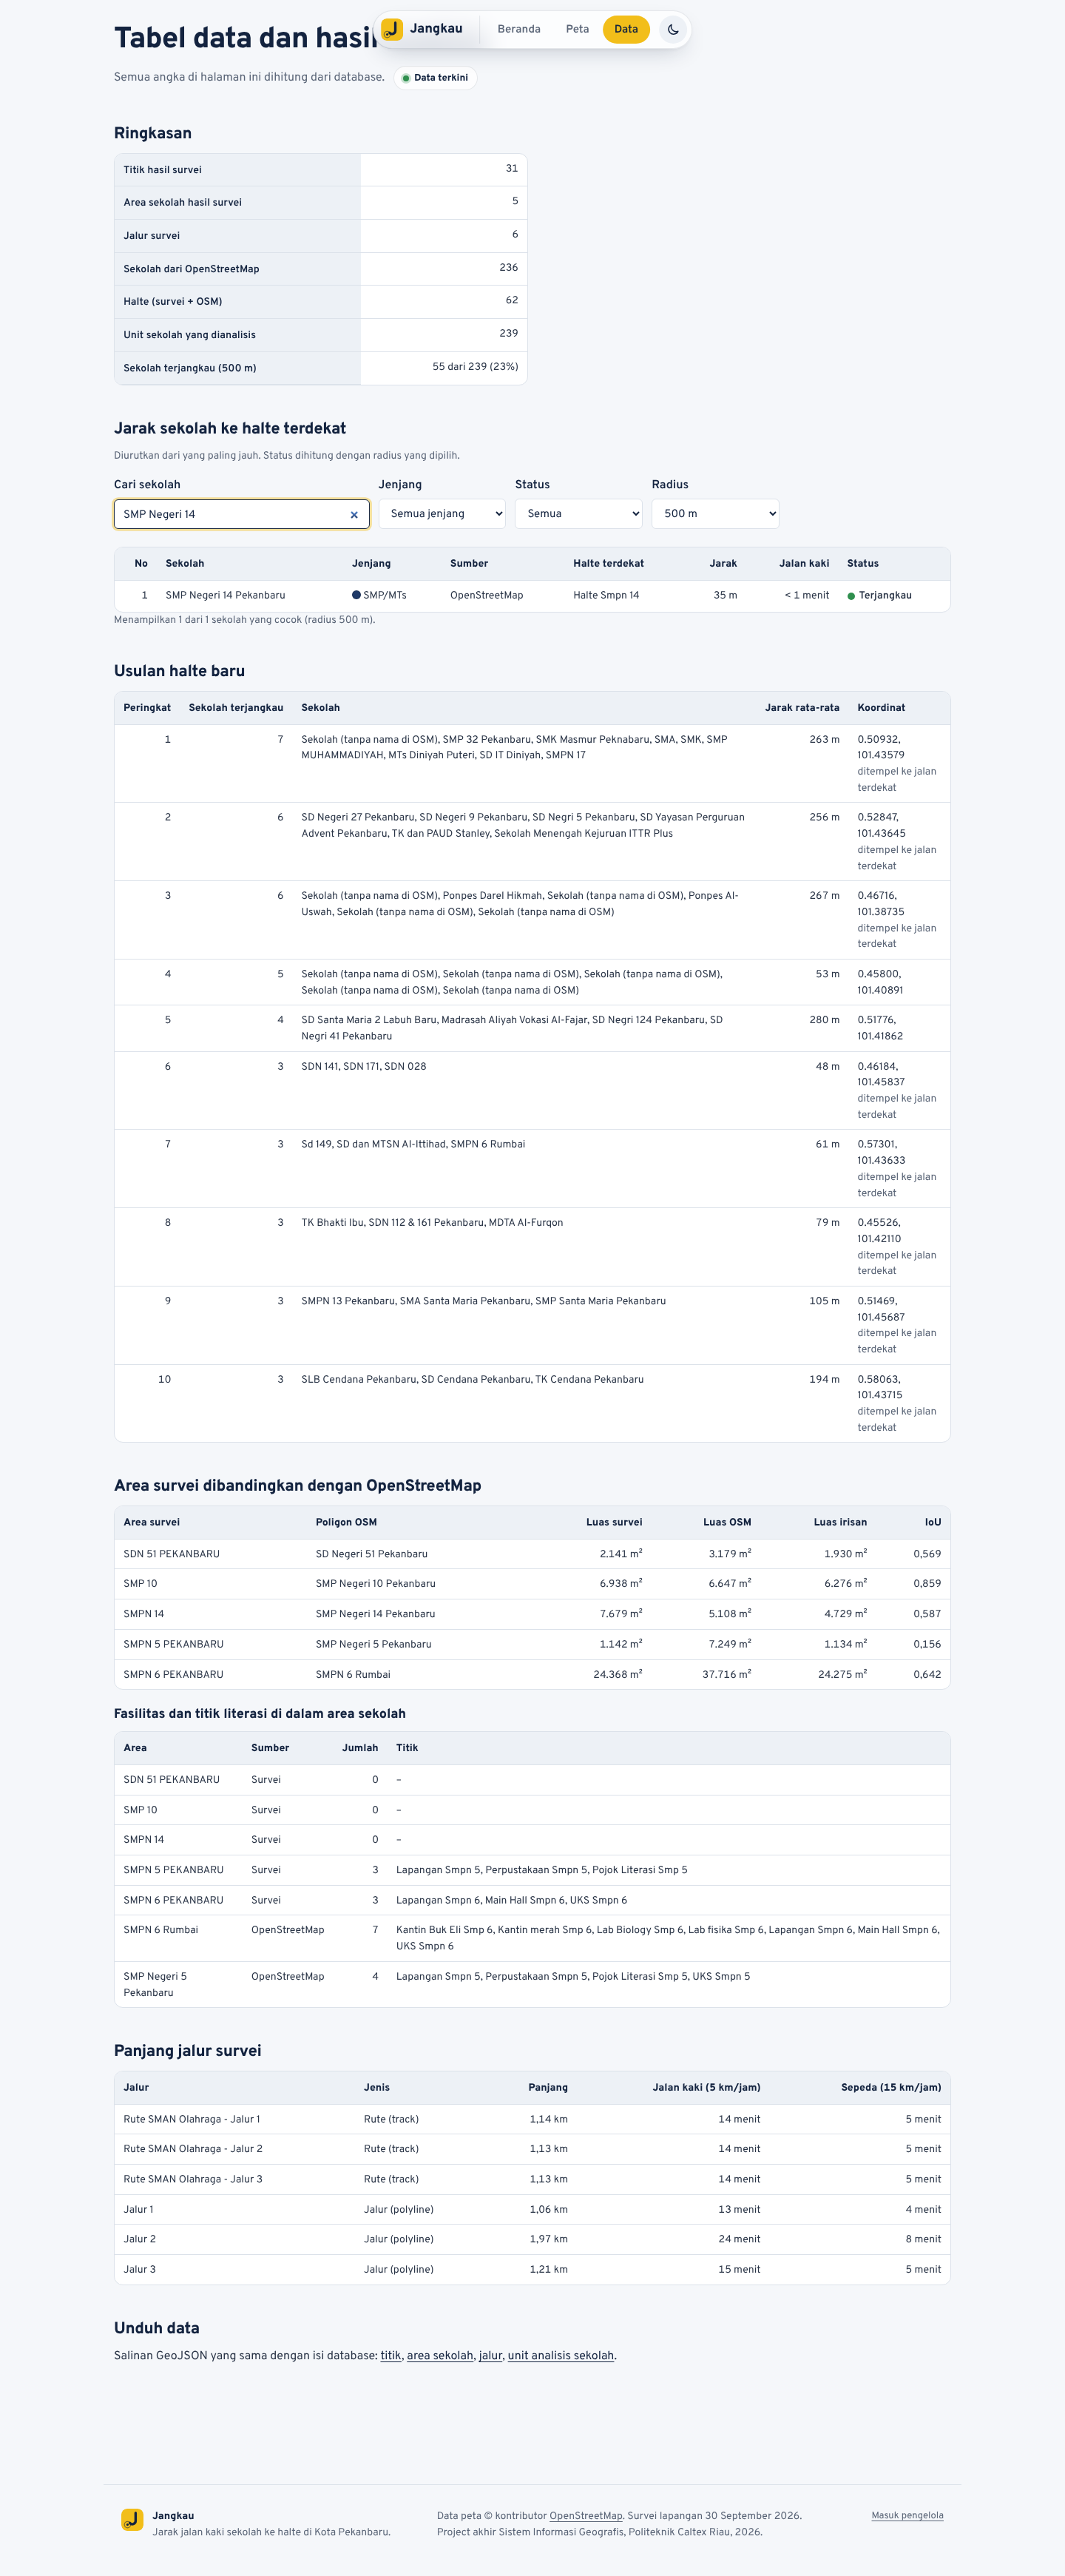 Jangkau
Beranda
Peta
Data
Tabel data dan hasil
Semua angka di halaman ini dihitung dari database.
Data terkini
Ringkasan
Titik hasil survei 31
Area sekolah hasil survei 5
Jalur survei 6
Sekolah dari OpenStreetMap 236
Halte (survei + OSM) 62
Unit sekolah yang dianalisis 239
Sekolah terjangkau (500 m) 55 dari 239 (23%)
Jarak sekolah ke halte terdekat
Diurutkan dari yang paling jauh. Status dihitung dengan radius yang dipilih.
Cari sekolah Jenjang Status Radius
SMP Negeri 14 × Semua jenjang Semua 500 m
No Sekolah Jenjang Sumber Halte terdekat Jarak Jalan kaki Status
1 SMP Negeri 14 Pekanbaru SMP/MTs OpenStreetMap Halte Smpn 14 35 m < 1 menit Terjangkau
Menampilkan 1 dari 1 sekolah yang cocok (radius 500 m).
Usulan halte baru
Peringkat Sekolah terjangkau Sekolah Jarak rata-rata Koordinat
1 7 Sekolah (tanpa nama di OSM), SMP 32 Pekanbaru, SMK Masmur Peknabaru, SMA, SMK, SMP 263 m 0.50932,
MUHAMMADIYAH, MTs Diniyah Puteri, SD IT Diniyah, SMPN 17 101.43579
ditempel ke jalan
terdekat
2 6 SD Negeri 27 Pekanbaru, SD Negeri 9 Pekanbaru, SD Negri 5 Pekanbaru, SD Yayasan Perguruan 256 m 0.52847,
Advent Pekanbaru, TK dan PAUD Stanley, Sekolah Menengah Kejuruan ITTR Plus 101.43645
ditempel ke jalan
terdekat
3 6 Sekolah (tanpa nama di OSM), Ponpes Darel Hikmah, Sekolah (tanpa nama di OSM), Ponpes Al- 267 m 0.46716,
Uswah, Sekolah (tanpa nama di OSM), Sekolah (tanpa nama di OSM) 101.38735
ditempel ke jalan
terdekat
4 5 Sekolah (tanpa nama di OSM), Sekolah (tanpa nama di OSM), Sekolah (tanpa nama di OSM), 53 m 0.45800,
Sekolah (tanpa nama di OSM), Sekolah (tanpa nama di OSM) 101.40891
5 4 SD Santa Maria 2 Labuh Baru, Madrasah Aliyah Vokasi Al-Fajar, SD Negri 124 Pekanbaru, SD 280 m 0.51776,
Negri 41 Pekanbaru 101.41862
6 3 SDN 141, SDN 171, SDN 028 48 m 0.46184,
101.45837
ditempel ke jalan
terdekat
7 3 Sd 149, SD dan MTSN Al-Ittihad, SMPN 6 Rumbai 61 m 0.57301,
101.43633
ditempel ke jalan
terdekat
8 3 TK Bhakti Ibu, SDN 112 & 161 Pekanbaru, MDTA Al-Furqon 79 m 0.45526,
101.42110
ditempel ke jalan
terdekat
9 3 SMPN 13 Pekanbaru, SMA Santa Maria Pekanbaru, SMP Santa Maria Pekanbaru 105 m 0.51469,
101.45687
ditempel ke jalan
terdekat
10 3 SLB Cendana Pekanbaru, SD Cendana Pekanbaru, TK Cendana Pekanbaru 194 m 0.58063,
101.43715
ditempel ke jalan
terdekat
Area survei dibandingkan dengan OpenStreetMap
Area survei Poligon OSM Luas survei Luas OSM Luas irisan IoU
SDN 51 PEKANBARU SD Negeri 51 Pekanbaru 2.141 m² 3.179 m² 1.930 m² 0,569
SMP 10 SMP Negeri 10 Pekanbaru 6.938 m² 6.647 m² 6.276 m² 0,859
SMPN 14 SMP Negeri 14 Pekanbaru 7.679 m² 5.108 m² 4.729 m² 0,587
SMPN 5 PEKANBARU SMP Negeri 5 Pekanbaru 1.142 m² 7.249 m² 1.134 m² 0,156
SMPN 6 PEKANBARU SMPN 6 Rumbai 24.368 m² 37.716 m² 24.275 m² 0,642
Fasilitas dan titik literasi di dalam area sekolah
Area Sumber Jumlah Titik
SDN 51 PEKANBARU Survei 0 –
SMP 10 Survei 0 –
SMPN 14 Survei 0 –
SMPN 5 PEKANBARU Survei 3 Lapangan Smpn 5, Perpustakaan Smpn 5, Pojok Literasi Smp 5
SMPN 6 PEKANBARU Survei 3 Lapangan Smpn 6, Main Hall Smpn 6, UKS Smpn 6
SMPN 6 Rumbai OpenStreetMap 7 Kantin Buk Eli Smp 6, Kantin merah Smp 6, Lab Biology Smp 6, Lab fisika Smp 6, Lapangan Smpn 6, Main Hall Smpn 6,
UKS Smpn 6
SMP Negeri 5 OpenStreetMap 4 Lapangan Smpn 5, Perpustakaan Smpn 5, Pojok Literasi Smp 5, UKS Smpn 5
Pekanbaru
Panjang jalur survei
Jalur Jenis Panjang Jalan kaki (5 km/jam) Sepeda (15 km/jam)
Rute SMAN Olahraga - Jalur 1 Rute (track) 1,14 km 14 menit 5 menit
Rute SMAN Olahraga - Jalur 2 Rute (track) 1,13 km 14 menit 5 menit
Rute SMAN Olahraga - Jalur 3 Rute (track) 1,13 km 14 menit 5 menit
Jalur 1 Jalur (polyline) 1,06 km 13 menit 4 menit
Jalur 2 Jalur (polyline) 1,97 km 24 menit 8 menit
Jalur 3 Jalur (polyline) 1,21 km 15 menit 5 menit
Unduh data
Salinan GeoJSON yang sama dengan isi database: titik, area sekolah, jalur, unit analisis sekolah.
Jangkau
Jarak jalan kaki sekolah ke halte di Kota Pekanbaru.
Data peta © kontributor OpenStreetMap. Survei lapangan 30 September 2026.
Project akhir Sistem Informasi Geografis, Politeknik Caltex Riau, 2026.
Masuk pengelola